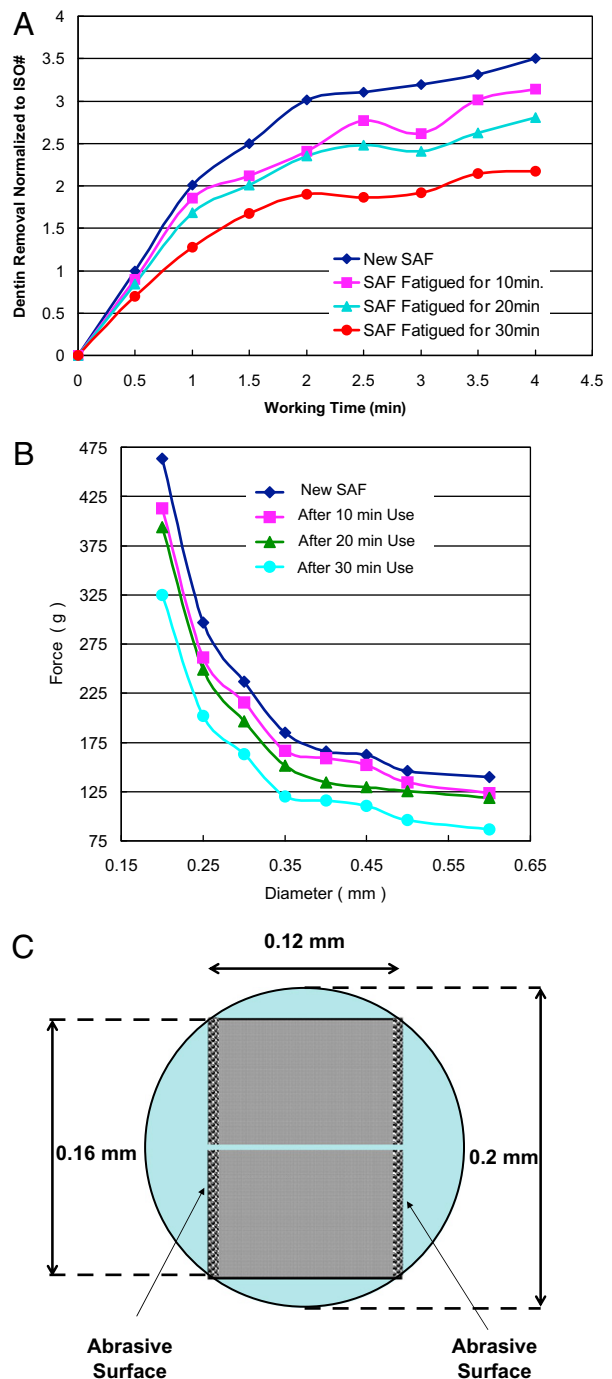 A
Dentin Removal Normalized to ISO#
4
3.5
3
2.5
2
1.5
1
0.5
0
0 0.5 1 1.5 2 2.5 3 3.5 4 4.5
Working Time (min)
New SAF
SAF Fatigued for 10min.
SAF Fatigued for 20min
SAF Fatigued for 30min
B
Force ( g )
475
425
375
325
275
225
175
125
75
0.15 0.25 0.35 0.45 0.55 0.65
Diameter ( mm )
New SAF
After 10 min Use
After 20 min Use
After 30 min Use
C
0.12 mm
0.16 mm
0.2 mm
Abrasive
Surface
Abrasive
Surface